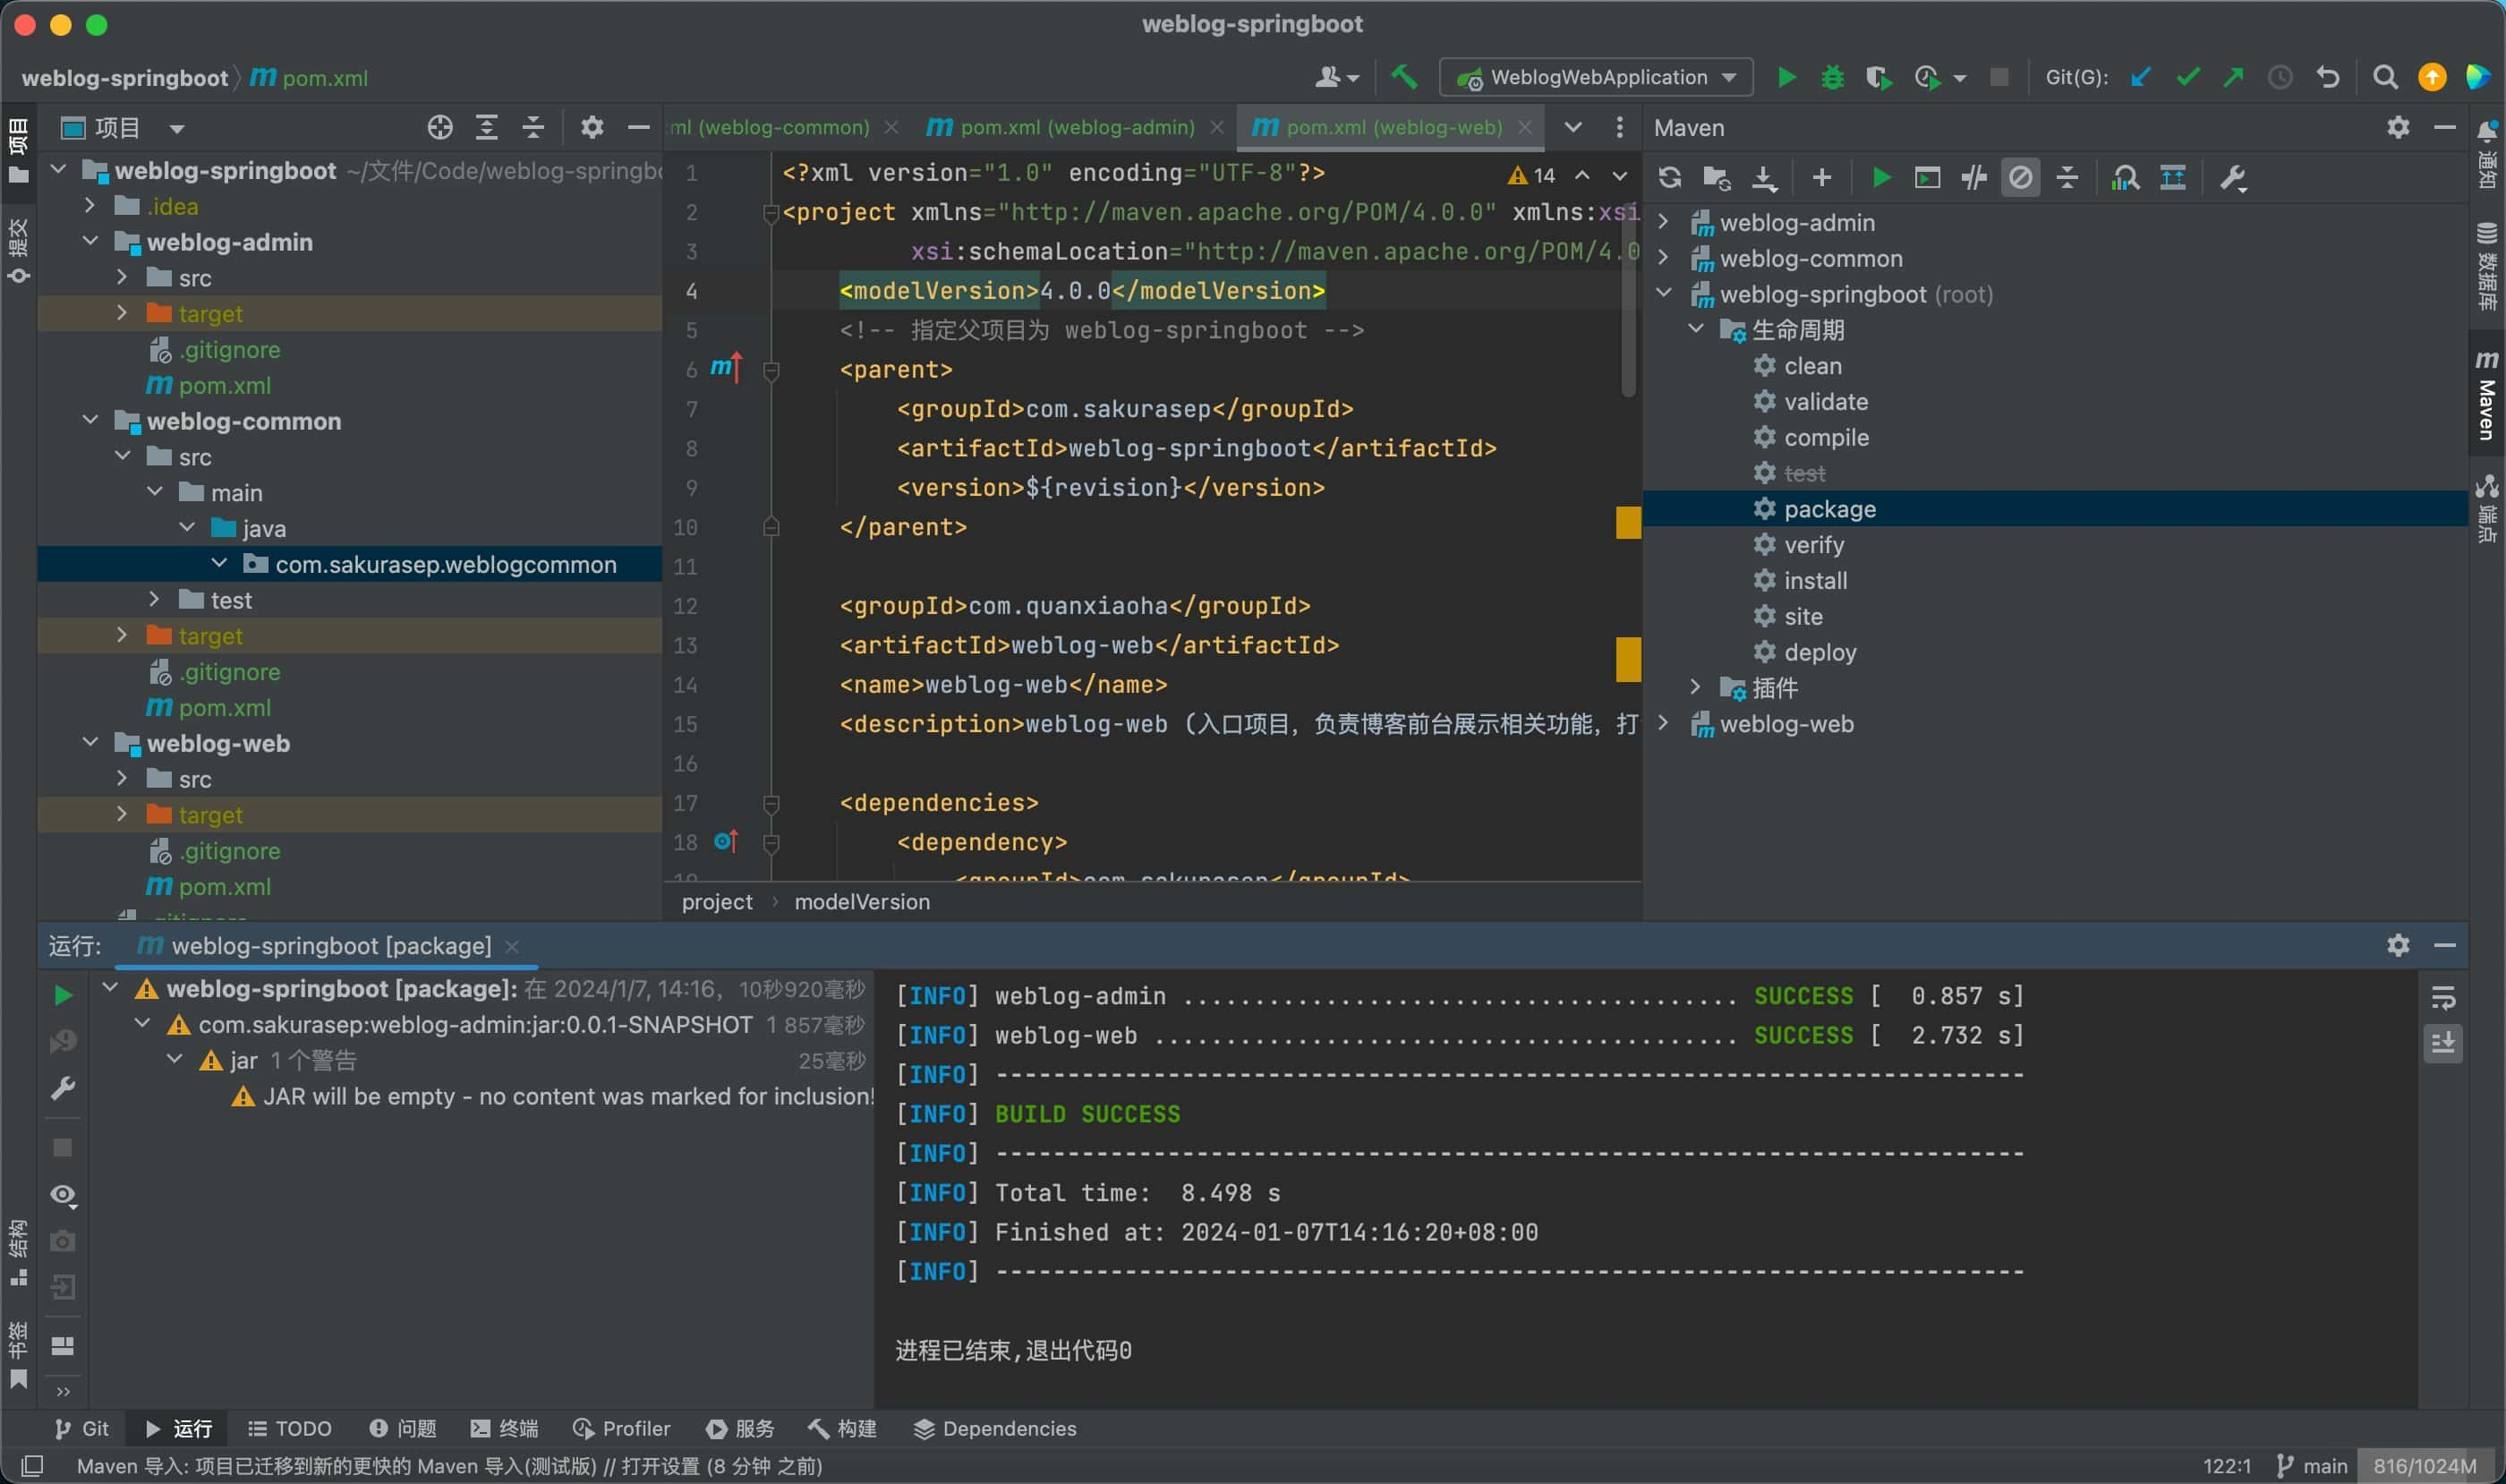 weblog-springboot
weblog-springboot
pom.xml
WeblogWebApplication
Git(G):
项目
提交
结构
书签
项目
weblog-springboot ~/文件/Code/weblog-springbo
.idea
weblog-admin
src
target
.gitignore
pom.xml
weblog-common
src
main
java
com.sakurasep.weblogcommon
test
target
.gitignore
pom.xml
weblog-web
src
target
.gitignore
pom.xml
.gitignore
ml (weblog-common)
pom.xml (weblog-admin)
pom.xml (weblog-web)
14
1 <?xml version="1.0" encoding="UTF-8"?>
2 <project xmlns="http://maven.apache.org/POM/4.0.0" xmlns:xsi
3 xsi:schemaLocation="http://maven.apache.org/POM/4.0
4 <modelVersion>4.0.0</modelVersion>
5 <!-- 指定父项目为 weblog-springboot -->
6 <parent>
7 <groupId>com.sakurasep</groupId>
8 <artifactId>weblog-springboot</artifactId>
9 <version>${revision}</version>
10 </parent>
11
12 <groupId>com.quanxiaoha</groupId>
13 <artifactId>weblog-web</artifactId>
14 <name>weblog-web</name>
15 <description>weblog-web (入口项目，负责博客前台展示相关功能，打
16
17 <dependencies>
18 <dependency>
19 <groupId>com.sakurasep</groupId>
project › modelVersion
Maven
weblog-admin
weblog-common
weblog-springboot (root)
生命周期
clean
validate
compile
test
package
verify
install
site
deploy
插件
weblog-web
通知
数据库
Maven
端点
运行:
weblog-springboot [package]
weblog-springboot [package]: 在 2024/1/7, 14:16, 10秒920毫秒
com.sakurasep:weblog-admin:jar:0.0.1-SNAPSHOT 1 857毫秒
jar 1 个警告 25毫秒
JAR will be empty - no content was marked for inclusion!
[INFO] weblog-admin ....................................... SUCCESS [  0.857 s]
[INFO] weblog-web ......................................... SUCCESS [  2.732 s]
[INFO] ------------------------------------------------------------------------
[INFO] BUILD SUCCESS
[INFO] ------------------------------------------------------------------------
[INFO] Total time:  8.498 s
[INFO] Finished at: 2024-01-07T14:16:20+08:00
[INFO] ------------------------------------------------------------------------
进程已结束,退出代码0
Git
运行
TODO
问题
终端
Profiler
服务
构建
Dependencies
Maven 导入: 项目已迁移到新的更快的 Maven 导入(测试版) // 打开设置 (8 分钟 之前)
122:1
main
816/1024M